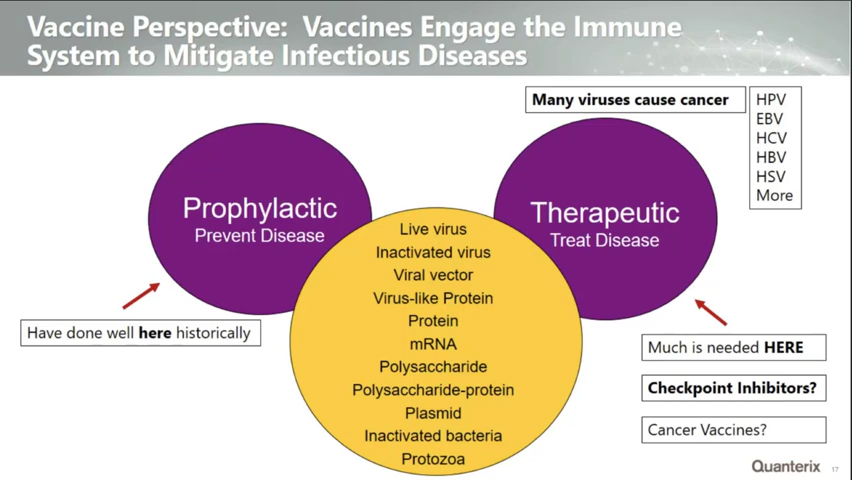 Vaccine Perspective: Vaccines Engage the Immune
System to Mitigate Infectious Diseases
Many viruses cause cancer
HPV
EBV
HCV
HBV
HSV
More
Prophylactic
Prevent Disease
Therapeutic
Treat Disease
Live virus
Inactivated virus
Viral vector
Virus-like Protein
Protein
mRNA
Polysaccharide
Polysaccharide-protein
Plasmid
Inactivated bacteria
Protozoa
Have done well here historically
Much is needed HERE
Checkpoint Inhibitors?
Cancer Vaccines?
Quanterix
17